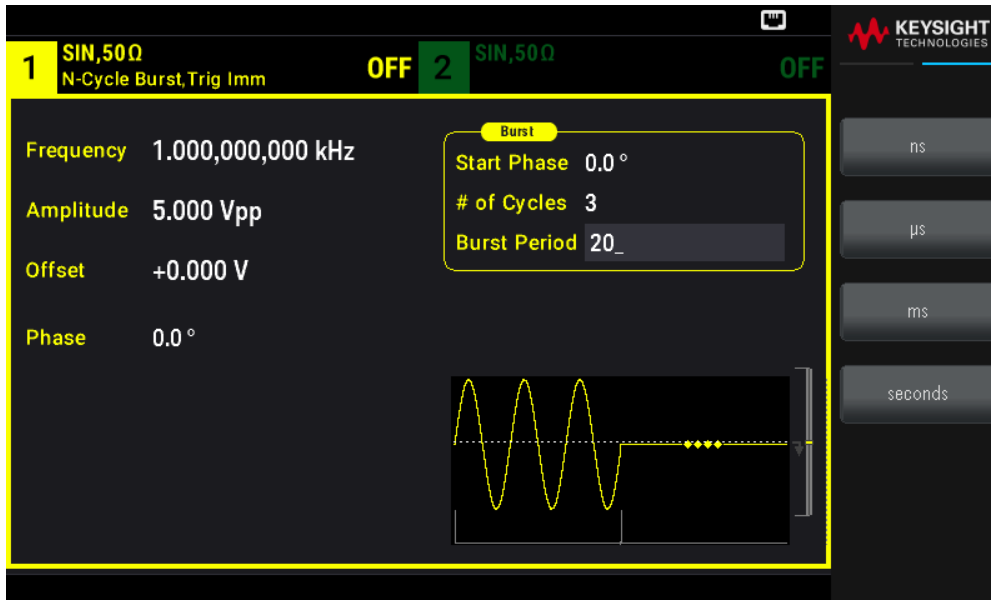 KEYSIGHT
TECHNOLOGIES
1
SIN,50Ω
N-Cycle Burst,Trig Imm
OFF
2
SIN,50Ω
OFF
Frequency 1.000,000,000 kHz
Amplitude 5.000 Vpp
Offset +0.000 V
Phase 0.0 °
Burst
Start Phase 0.0 °
# of Cycles 3
Burst Period 20_
ns
µs
ms
seconds